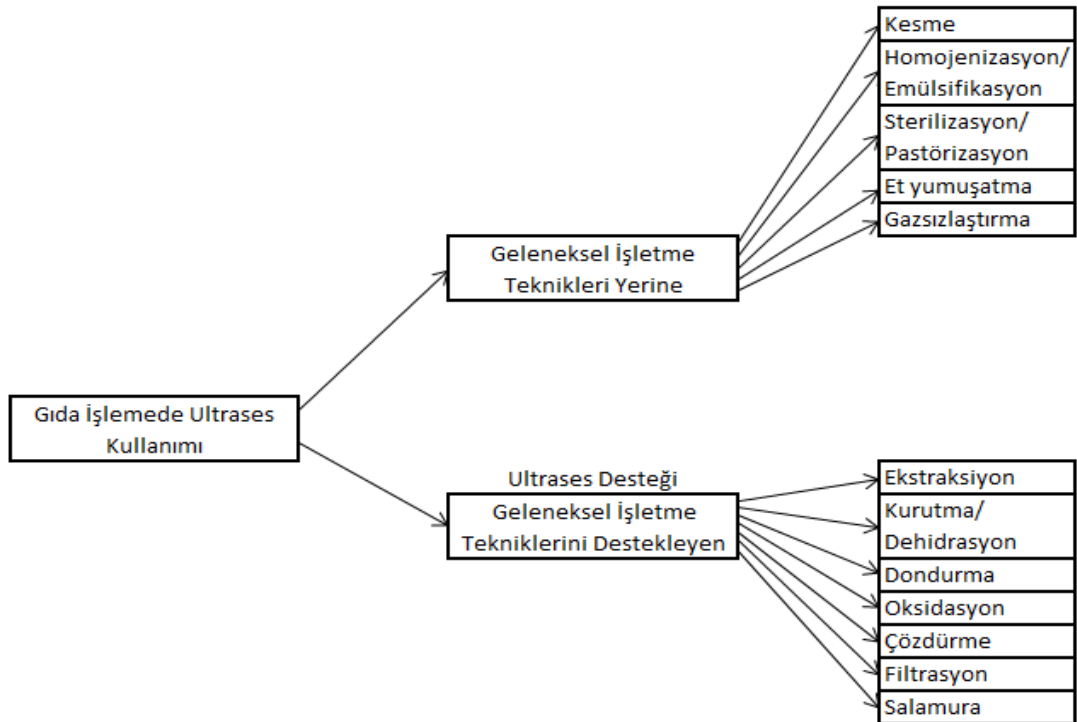 Kesme
Homojenizasyon/
Emülsifikasyon
Sterilizasyon/
Pastörizasyon
Et yumuşatma
Gazsızlaştırma
Geleneksel İşletme
Teknikleri Yerine
Gıda İşlemede Ultrases
Kullanımı
Ultrases Desteği
Geleneksel İşletme
Tekniklerini Destekleyen
Ekstraksiyon
Kurutma/
Dehidrasyon
Dondurma
Oksidasyon
Çözdürme
Filtrasyon
Salamura